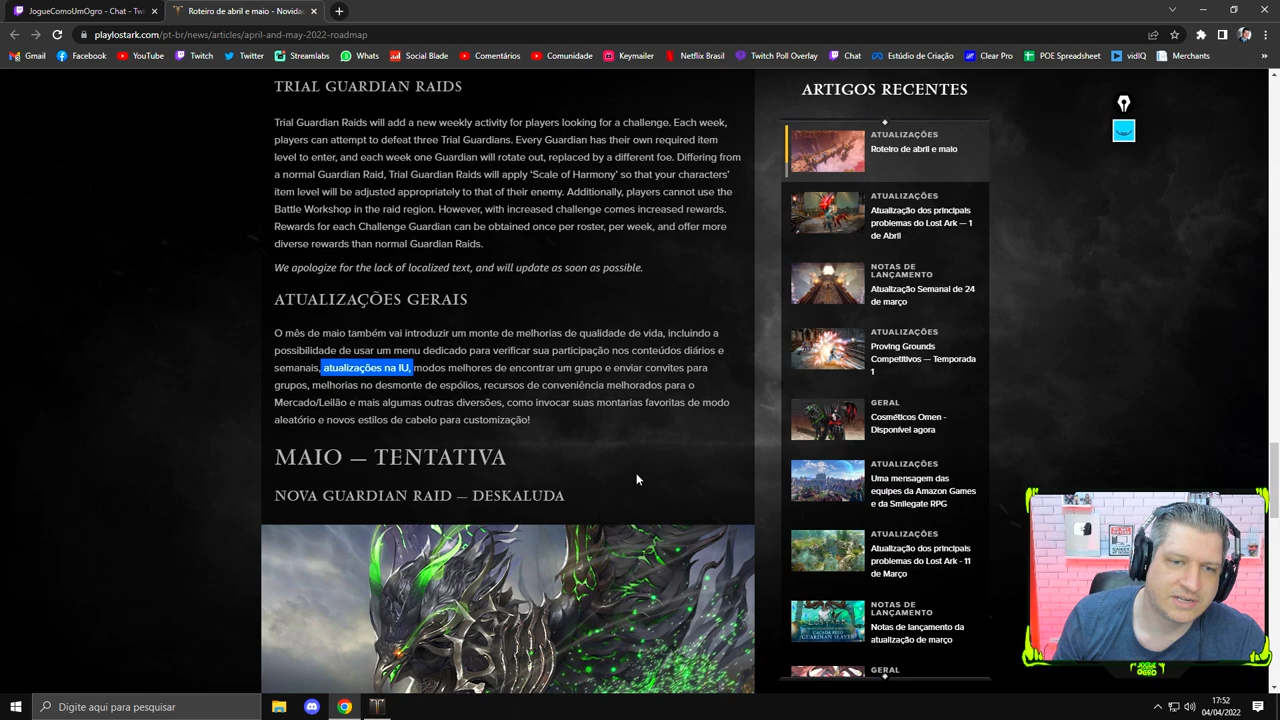 JogueComoUmOgro - Chat - Twi
Roteiro de abril e maio | Novidad
playlostark.com/pt-br/news/articles/april-and-may-2022-roadmap
Gmail
Facebook
YouTube
Twitch
Twitter
Streamlabs
Whats
Social Mods
Comentários
Comunidade
Keymailer
Netflix Brasil
Twitch Poll Overlay
Chat
Estúdio de Criação
Clear Pro
POE Spreadsheet
vidIQ
Merchants
»
TRIAL GUARDIAN RAIDS
Trial Guardian Raids will add a new weekly activity for players looking for a challenge. Each week,
players can attempt to defeat three Trial Guardians. Every Guardian has their own required item
level to enter, and each week one Guardian will rotate out, replaced by a different foe. Differing from
a normal Guardian Raid, Trial Guardian Raids will apply 'Scale of Harmony' so that your characters'
item level will be adjusted appropriately to that of their enemy. Additionally, players cannot use the
Battle Workshop in the raid region. However, with increased challenge comes increased rewards.
Rewards for each Challenge Guardian can be obtained once per roster, per week, and offer more
diverse rewards than normal Guardian Raids.
We apologize for the lack of localized text, and will update as soon as possible.
ATUALIZAÇÕES GERAIS
O mês de maio também vai introduzir um monte de melhorias de qualidade de vida, incluindo a
possibilidade de usar um menu dedicado para verificar sua participação nos conteúdos diários e
semanais, atualizações na IU, modos melhores de encontrar um grupo e enviar convites para
grupos, melhorias no desmonte de espólios, recursos de conveniência melhorados para o
Mercado/Leilão e mais algumas outras diversões, como invocar suas montarias favoritas de modo
aleatório e novos estilos de cabelo para customização!
MAIO — TENTATIVA
NOVA GUARDIAN RAID — DESKALUDA
ARTIGOS RECENTES
ATUALIZAÇÕES
Roteiro de abril e maio
ATUALIZAÇÕES
Atualização dos principais
problemas do Lost Ark — 1
de Abril
NOTAS DE
LANÇAMENTO
Atualização Semanal de 24
de março
ATUALIZAÇÕES
Proving Grounds
Competitivos — Temporada
1
GERAL
Cosméticos Omen -
Disponível agora
ATUALIZAÇÕES
Uma mensagem das
equipes da Amazon Games
e da Smilegate RPG
ATUALIZAÇÕES
Atualização dos principais
problemas do Lost Ark - 11
de Março
NOTAS DE
LANÇAMENTO
Notas de lançamento da
atualização de março
GERAL
JOGUE
OGRO
Digite aqui para pesquisar
17:52
04/04/2022